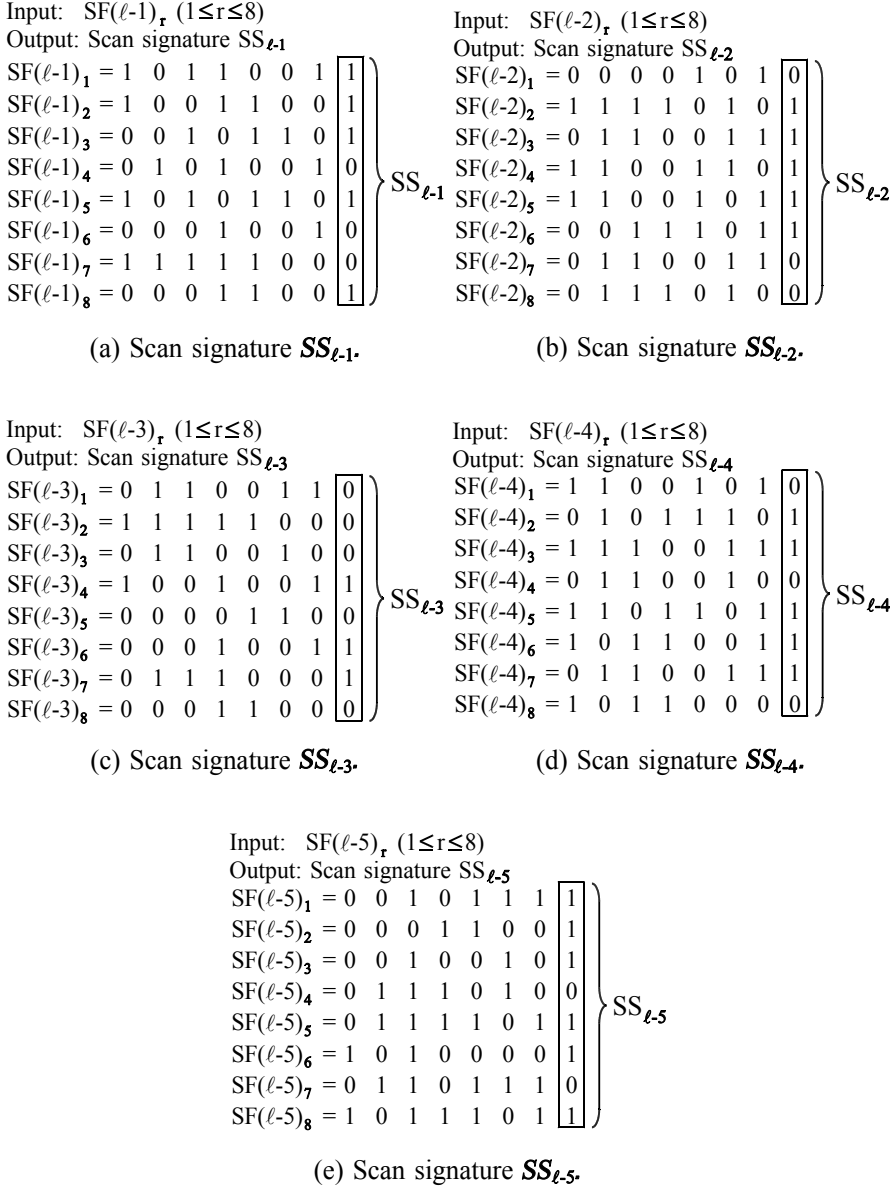 Input: SF(ℓ-1)r (1≤r≤8)
Output: Scan signature SSℓ-1
SF(ℓ-1)1 = 1 0 1 1 0 0 1 1
SF(ℓ-1)2 = 1 0 0 1 1 0 0 1
SF(ℓ-1)3 = 0 0 1 0 1 1 0 1
SF(ℓ-1)4 = 0 1 0 1 0 0 1 0
SF(ℓ-1)5 = 1 0 1 0 1 1 0 1
SF(ℓ-1)6 = 0 0 0 1 0 0 1 0
SF(ℓ-1)7 = 1 1 1 1 1 0 0 0
SF(ℓ-1)8 = 0 0 0 1 1 0 0 1
SSℓ-1
(a) Scan signature SSℓ-1.
Input: SF(ℓ-2)r (1≤r≤8)
Output: Scan signature SSℓ-2
SF(ℓ-2)1 = 0 0 0 0 1 0 1 0
SF(ℓ-2)2 = 1 1 1 1 0 1 0 1
SF(ℓ-2)3 = 0 1 1 0 0 1 1 1
SF(ℓ-2)4 = 1 1 0 0 1 1 0 1
SF(ℓ-2)5 = 1 1 0 0 1 0 1 1
SF(ℓ-2)6 = 0 0 1 1 1 0 1 1
SF(ℓ-2)7 = 0 1 1 0 0 1 1 0
SF(ℓ-2)8 = 0 1 1 1 0 1 0 0
SSℓ-2
(b) Scan signature SSℓ-2.
Input: SF(ℓ-3)r (1≤r≤8)
Output: Scan signature SSℓ-3
SF(ℓ-3)1 = 0 1 1 0 0 1 1 0
SF(ℓ-3)2 = 1 1 1 1 1 0 0 0
SF(ℓ-3)3 = 0 1 1 0 0 1 0 0
SF(ℓ-3)4 = 1 0 0 1 0 0 1 1
SF(ℓ-3)5 = 0 0 0 0 1 1 0 0
SF(ℓ-3)6 = 0 0 0 1 0 0 1 1
SF(ℓ-3)7 = 0 1 1 1 0 0 0 1
SF(ℓ-3)8 = 0 0 0 1 1 0 0 0
SSℓ-3
(c) Scan signature SSℓ-3.
Input: SF(ℓ-4)r (1≤r≤8)
Output: Scan signature SSℓ-4
SF(ℓ-4)1 = 1 1 0 0 1 0 1 0
SF(ℓ-4)2 = 0 1 0 1 1 1 0 1
SF(ℓ-4)3 = 1 1 1 0 0 1 1 1
SF(ℓ-4)4 = 0 1 1 0 0 1 0 0
SF(ℓ-4)5 = 1 1 0 1 1 0 1 1
SF(ℓ-4)6 = 1 0 1 1 0 0 1 1
SF(ℓ-4)7 = 0 1 1 0 0 1 1 1
SF(ℓ-4)8 = 1 0 1 1 0 0 0 0
SSℓ-4
(d) Scan signature SSℓ-4.
Input: SF(ℓ-5)r (1≤r≤8)
Output: Scan signature SSℓ-5
SF(ℓ-5)1 = 0 0 1 0 1 1 1 1
SF(ℓ-5)2 = 0 0 0 1 1 0 0 1
SF(ℓ-5)3 = 0 0 1 0 0 1 0 1
SF(ℓ-5)4 = 0 1 1 1 0 1 0 0
SF(ℓ-5)5 = 0 1 1 1 1 0 1 1
SF(ℓ-5)6 = 1 0 1 0 0 0 0 1
SF(ℓ-5)7 = 0 1 1 0 1 1 1 0
SF(ℓ-5)8 = 1 0 1 1 1 0 1 1
SSℓ-5
(e) Scan signature SSℓ-5.